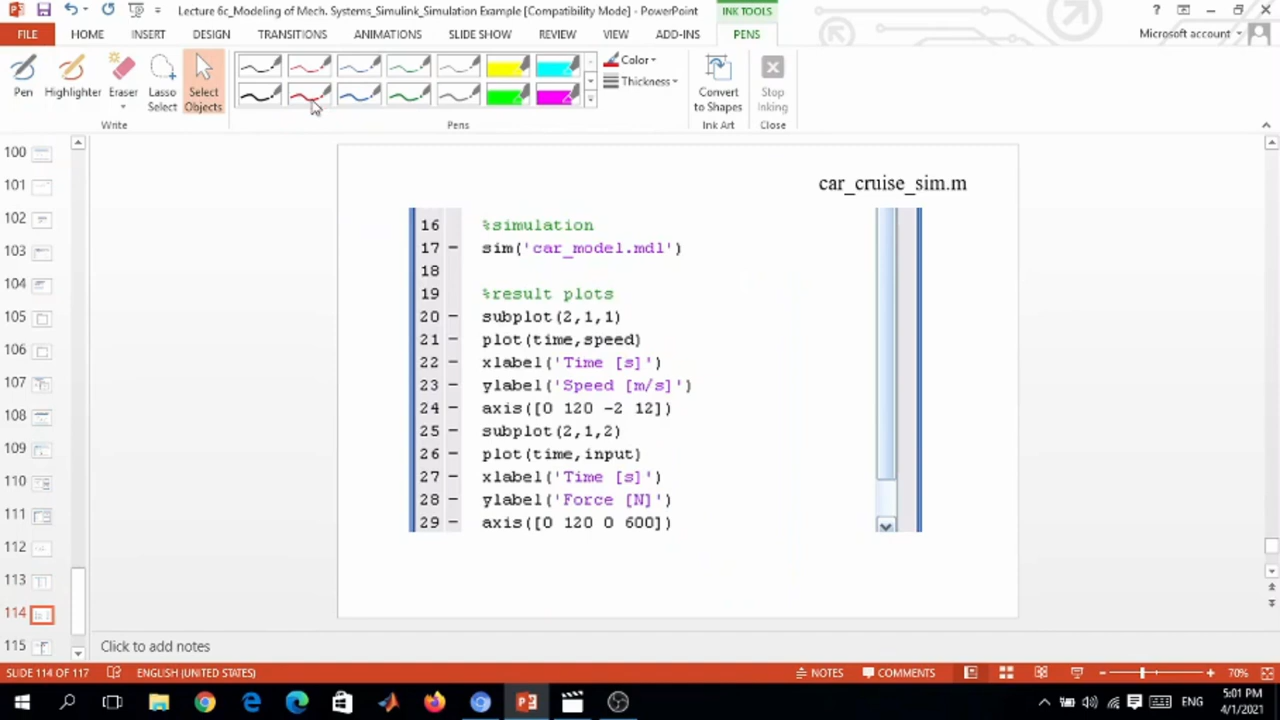 Lecture 6c_Modeling of Mech. Systems_Simulink_Simulation Example [Compatibility Mode] - PowerPoint
INK TOOLS
FILE HOME INSERT DESIGN TRANSITIONS ANIMATIONS SLIDE SHOW REVIEW VIEW ADD-INS PENS
Microsoft account
Pen Highlighter Eraser Lasso Select Select Objects
Color
Thickness
Convert to Shapes
Stop Inking
Write Pens Ink Art Close
100
101
102
103
104
105
106
107
108
109
110
111
112
113
114
115
car_cruise_sim.m
16 %simulation
17 - sim('car_model.mdl')
18
19 %result plots
20 - subplot(2,1,1)
21 - plot(time,speed)
22 - xlabel('Time [s]')
23 - ylabel('Speed [m/s]')
24 - axis([0 120 -2 12])
25 - subplot(2,1,2)
26 - plot(time,input)
27 - xlabel('Time [s]')
28 - ylabel('Force [N]')
29 - axis([0 120 0 600])
Click to add notes
SLIDE 114 OF 117 ENGLISH (UNITED STATES) NOTES COMMENTS 70%
ENG
5:01 PM
4/1/2021